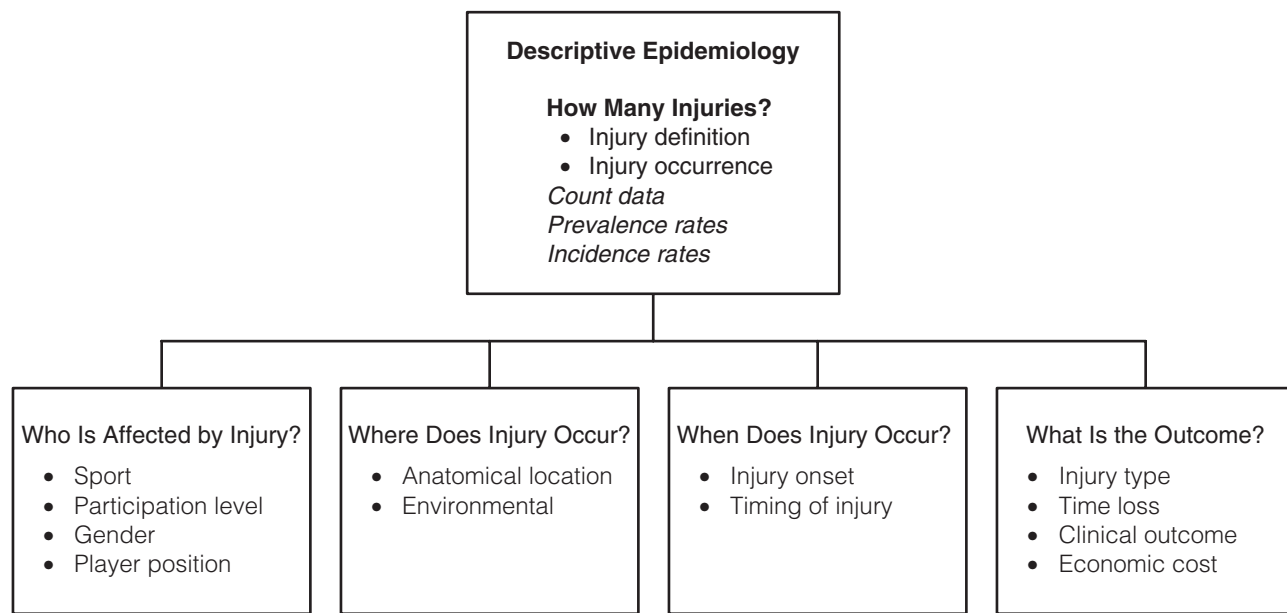 Descriptive Epidemiology
How Many Injuries?
• Injury definition
• Injury occurrence
Count data
Prevalence rates
Incidence rates
Who Is Affected by Injury?
• Sport
• Participation level
• Gender
• Player position
Where Does Injury Occur?
• Anatomical location
• Environmental
When Does Injury Occur?
• Injury onset
• Timing of injury
What Is the Outcome?
• Injury type
• Time loss
• Clinical outcome
• Economic cost